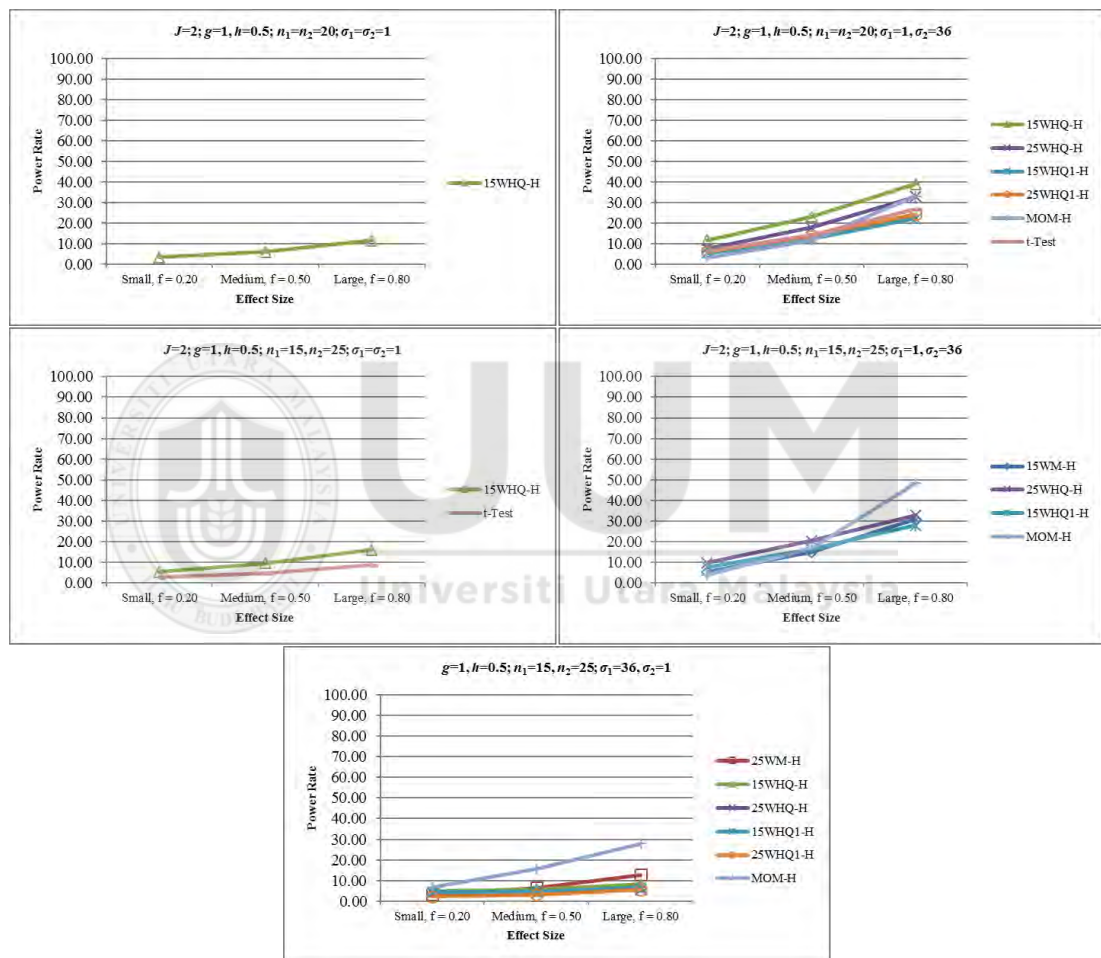 J=2; g=1, h=0.5; n1=n2=20; σ1=σ2=1
100.00
90.00
80.00
70.00
60.00
50.00
40.00
30.00
20.00
10.00
0.00
Power Rate
Small, f = 0.20
Medium, f = 0.50
Large, f = 0.80
Effect Size
15WHQ-H
J=2; g=1, h=0.5; n1=n2=20; σ1=1, σ2=36
100.00
90.00
80.00
70.00
60.00
50.00
40.00
30.00
20.00
10.00
0.00
Power Rate
Small, f = 0.20
Medium, f = 0.50
Large, f = 0.80
Effect Size
15WHQ-H
25WHQ-H
15WHQ1-H
25WHQ1-H
MOM-H
t-Test
J=2; g=1, h=0.5; n1=15, n2=25; σ1=σ2=1
100.00
90.00
80.00
70.00
60.00
50.00
40.00
30.00
20.00
10.00
0.00
Power Rate
Small, f = 0.20
Medium, f = 0.50
Large, f = 0.80
Effect Size
15WHQ-H
t-Test
J=2; g=1, h=0.5; n1=15, n2=25; σ1=1, σ2=36
100.00
90.00
80.00
70.00
60.00
50.00
40.00
30.00
20.00
10.00
0.00
Power Rate
Small, f = 0.20
Medium, f = 0.50
Large, f = 0.80
Effect Size
15WM-H
25WHQ-H
15WHQ1-H
MOM-H
UNIVERSITI UTARA MALAYSIA
UUM
Universiti Utara Malaysia
g=1, h=0.5; n1=15, n2=25; σ1=36, σ2=1
100.00
90.00
80.00
70.00
60.00
50.00
40.00
30.00
20.00
10.00
0.00
Power Rate
Small, f = 0.20
Medium, f = 0.50
Large, f = 0.80
Effect Size
25WM-H
15WHQ-H
25WHQ-H
15WHQ1-H
25WHQ1-H
MOM-H